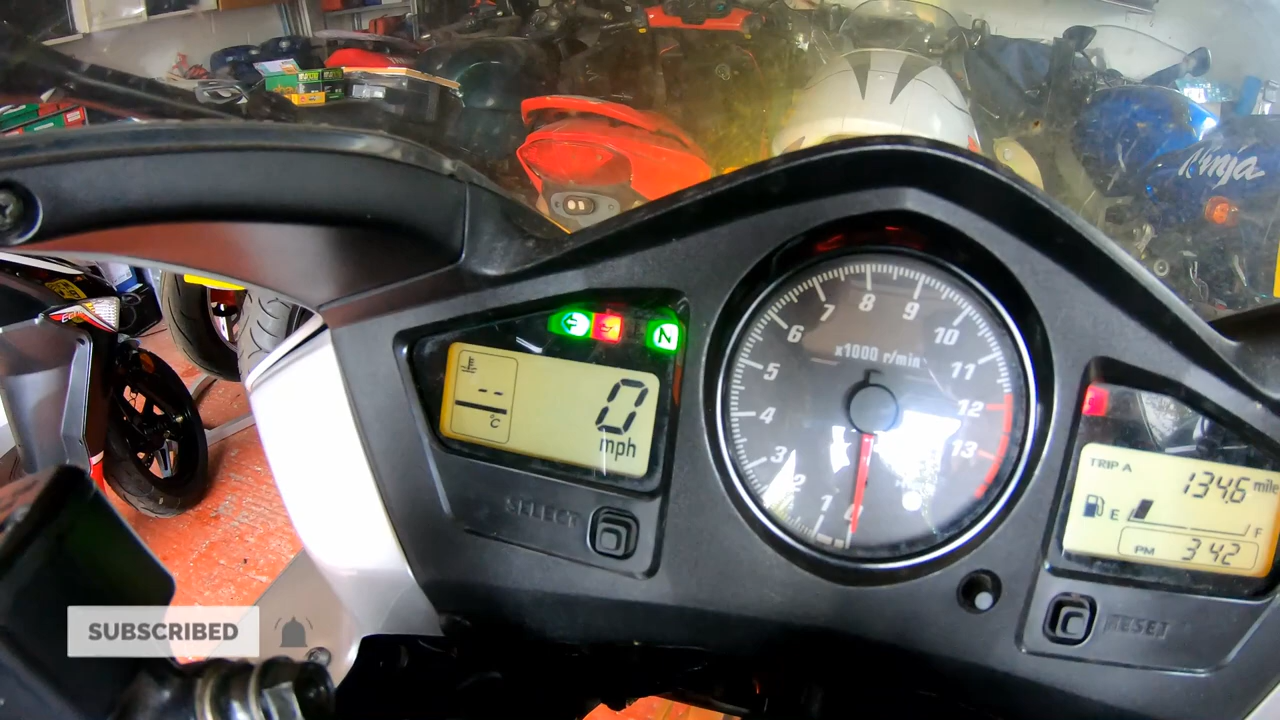 Ninja
N
8
7
9
6
10
x1000 r/min
5
11
4
12
3
13
2
1
0
-- °C
0
mph
SELECT
TRIP A
134.6 mile
E
F
PM 3:42
RESET
SUBSCRIBED